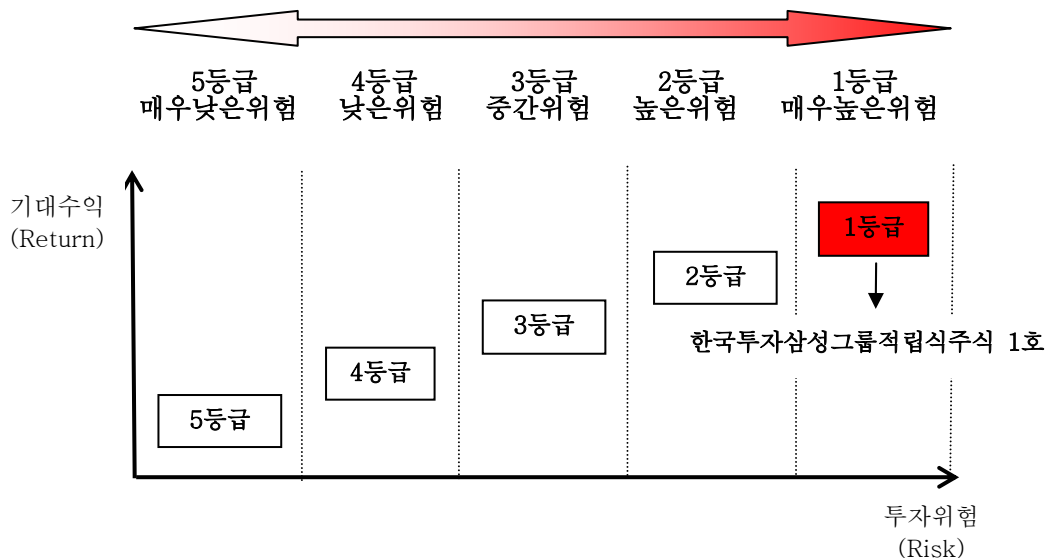 5등급
매우낮은위험
4등급
낮은위험
3등급
중간위험
2등급
높은위험
1등급
매우높은위험
기대수익
(Return)
1등급
2등급
3등급
한국투자삼성그룹적립식주식 1호
4등급
5등급
투자위험
(Risk)